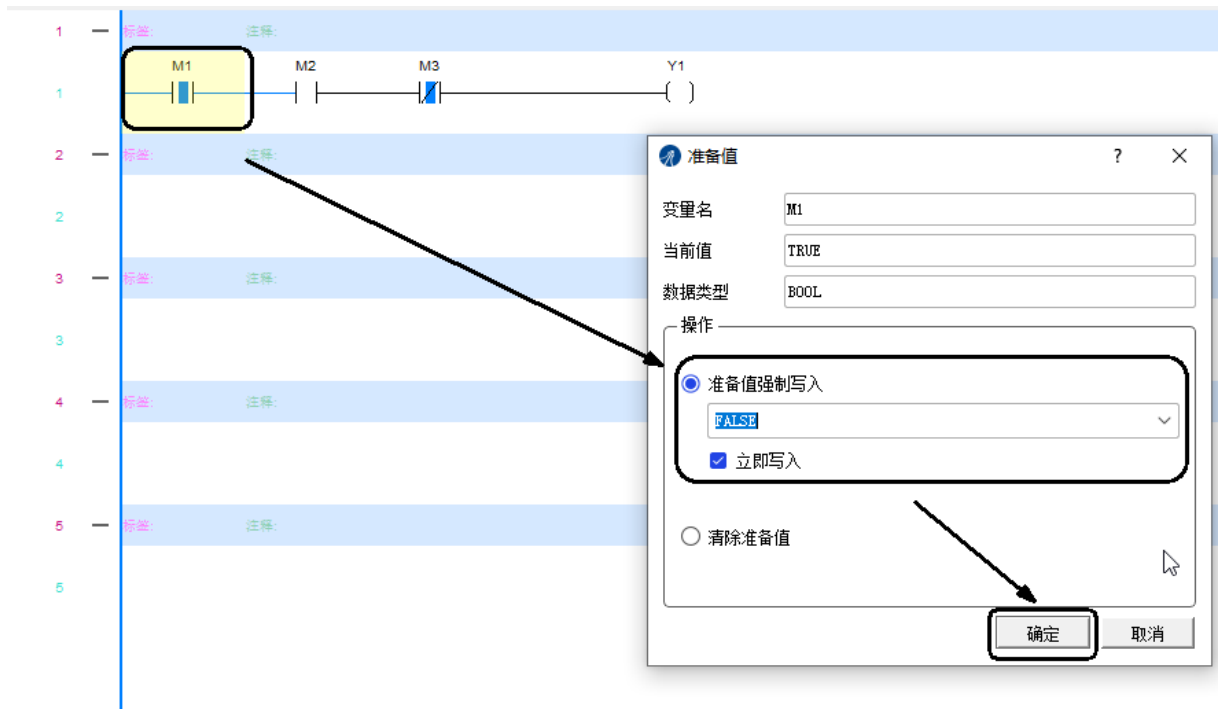 1 标签: 注释:
M1 M2 M3 Y1
1
2 标签: 注释:
准备值 ?
变量名 M1
2
当前值 TRUE
3 标签: 注释:
数据类型 BOOL
操作
3
准备值强制写入
4 标签: 注释:
FALSE
4
立即写入
5 标签: 注释:
清除准备值
5
确定 取消